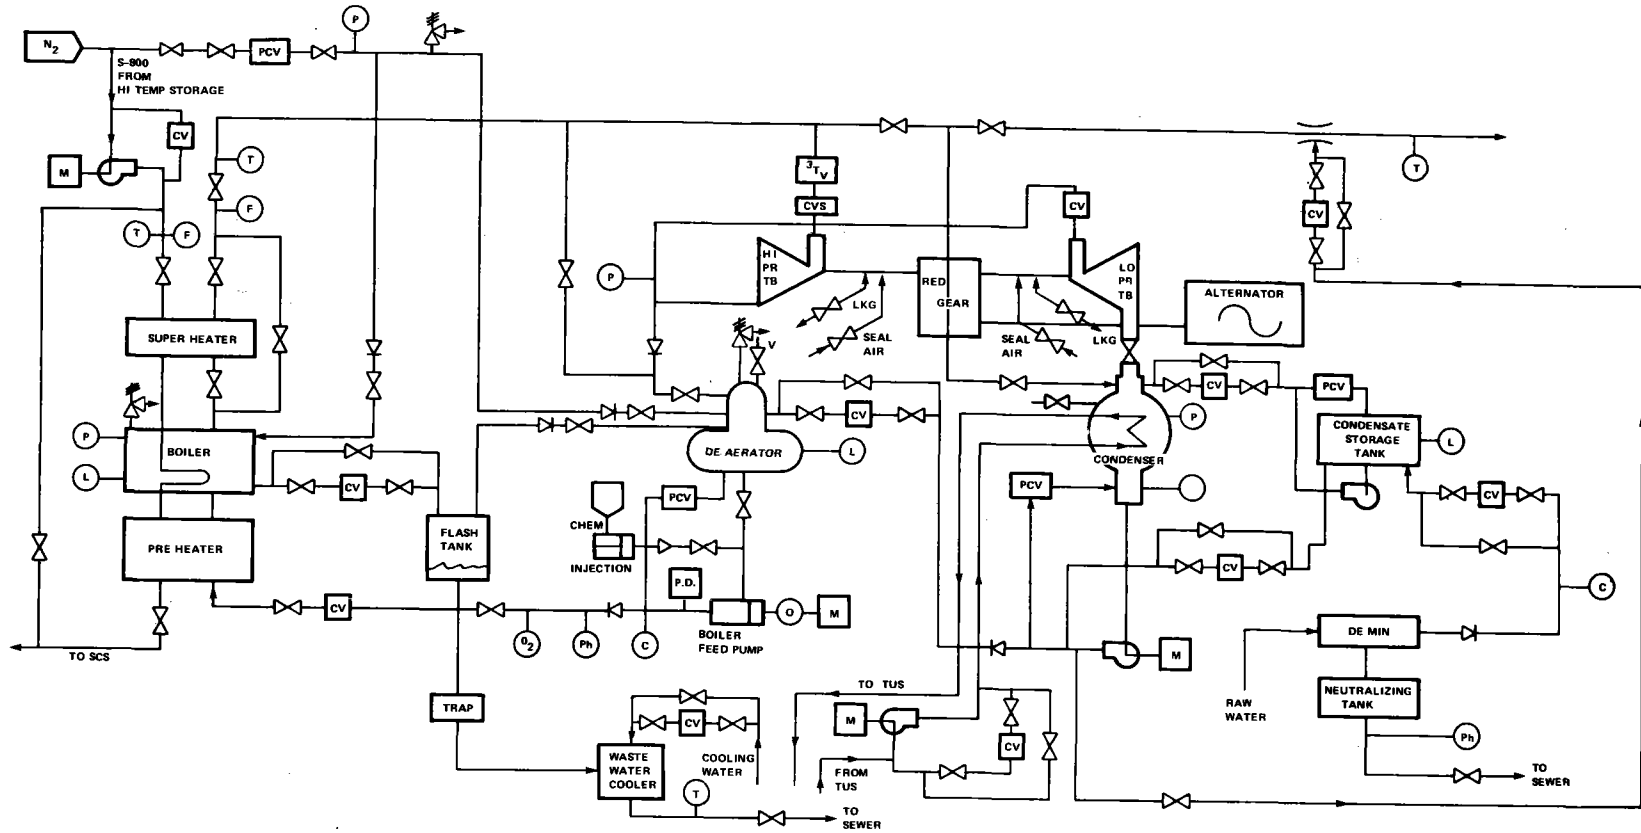 P
N2
PCV
S-800
FROM
HI TEMP STORAGE
CV
M
T
F
T
F
3TV
CVS
CV
T
CV
P
HI
PR
TB
LKG
SEAL
AIR
RED
GEAR
SEAL
AIR
LKG
LO
PR
TB
ALTERNATOR
SUPER HEATER
V
P
BOILER
L
CV
DE AERATOR
L
CV
CV
PCV
P
CONDENSER
PCV
CONDENSATE
STORAGE
TANK
L
CV
PRE HEATER
FLASH
TANK
CHEM
INJECTION
PCV
CV
C
CV
P.D.
O2
Ph
C
BOILER
FEED PUMP
O
M
M
DE MIN
TO SCS
TRAP
CV
COOLING
WATER
WASTE
WATER
COOLER
T
TO
SEWER
TO TUS
M
FROM
TUS
CV
RAW
WATER
NEUTRALIZING
TANK
Ph
TO
SEWER